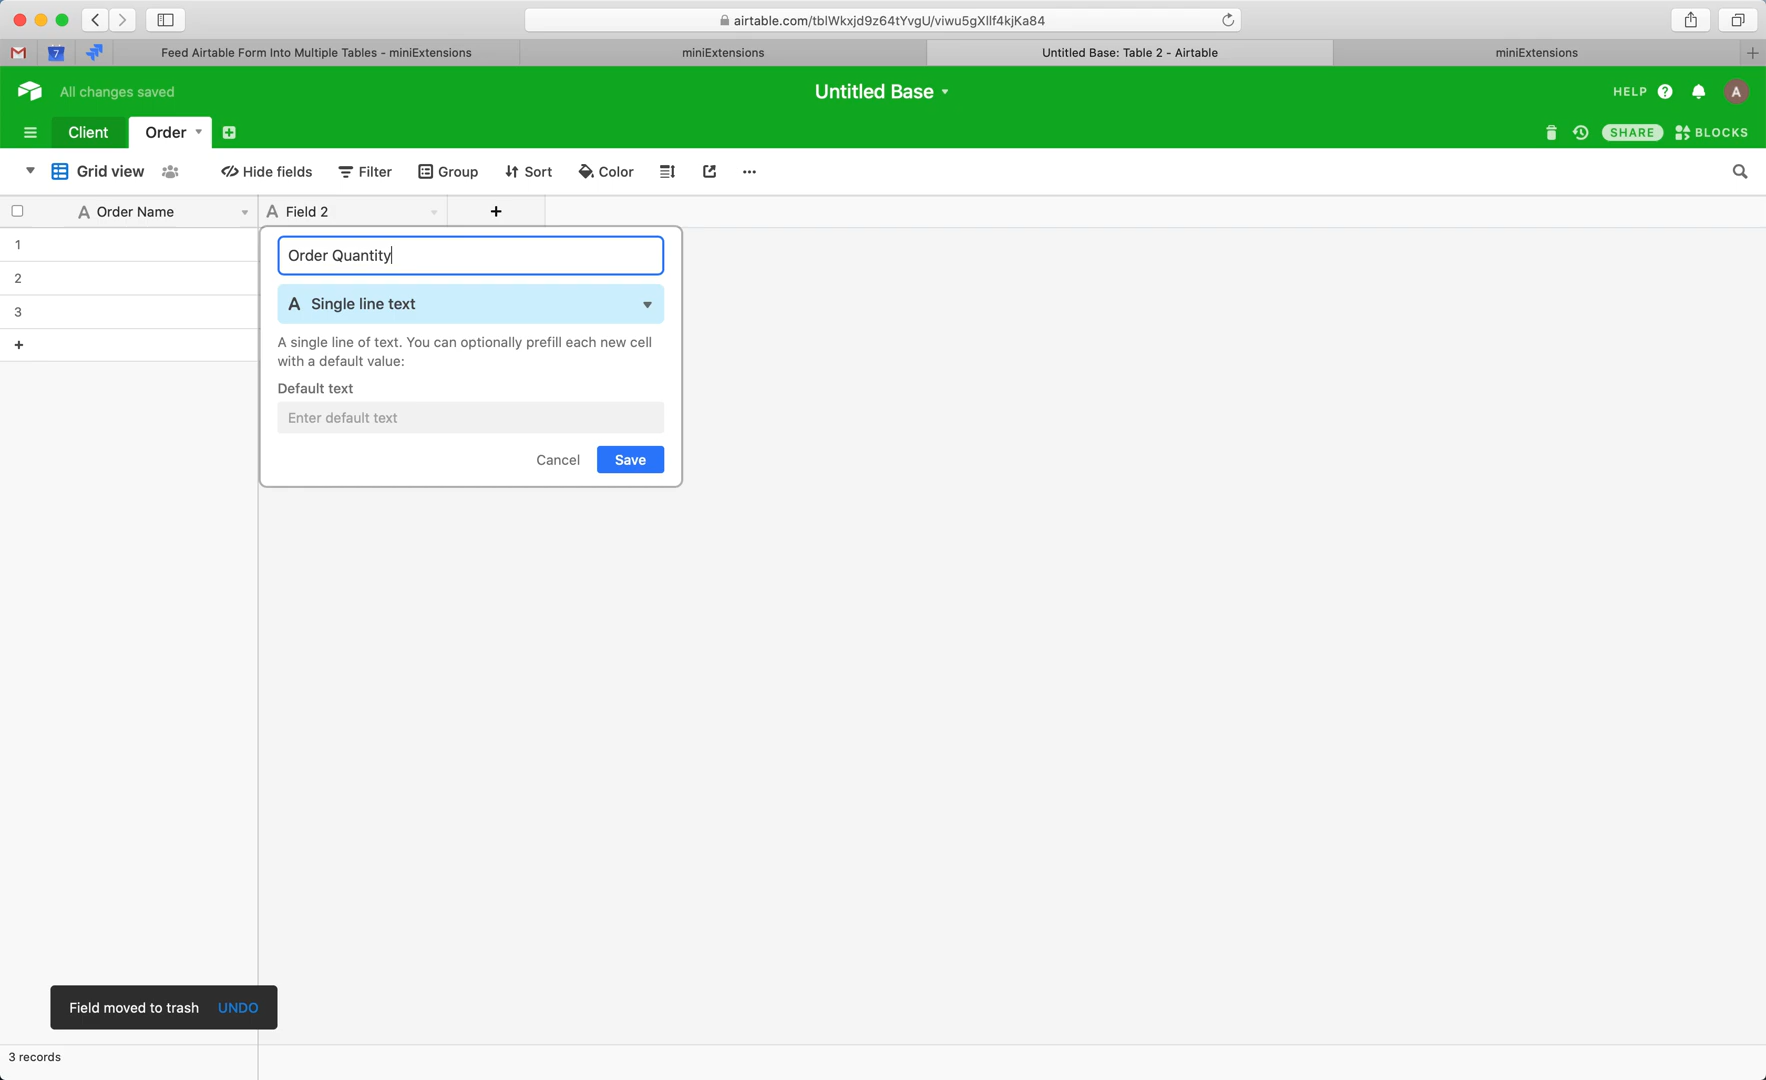 airtable.com/tblWkxjd9z64tYvgU/viwu5gXllf4kjKa84
7
Feed Airtable Form Into Multiple Tables - miniExtensions
miniExtensions
Untitled Base: Table 2 - Airtable
miniExtensions
All changes saved
Untitled Base
HELP
A
Client
Order
SHARE
BLOCKS
Grid view
Hide fields
Filter
Group
Sort
Color
A Order Name
A Field 2
1
2
3
Order Quantity
A Single line text
A single line of text. You can optionally prefill each new cell
with a default value:
Default text
Enter default text
Cancel
Save
Field moved to trash
UNDO
3 records